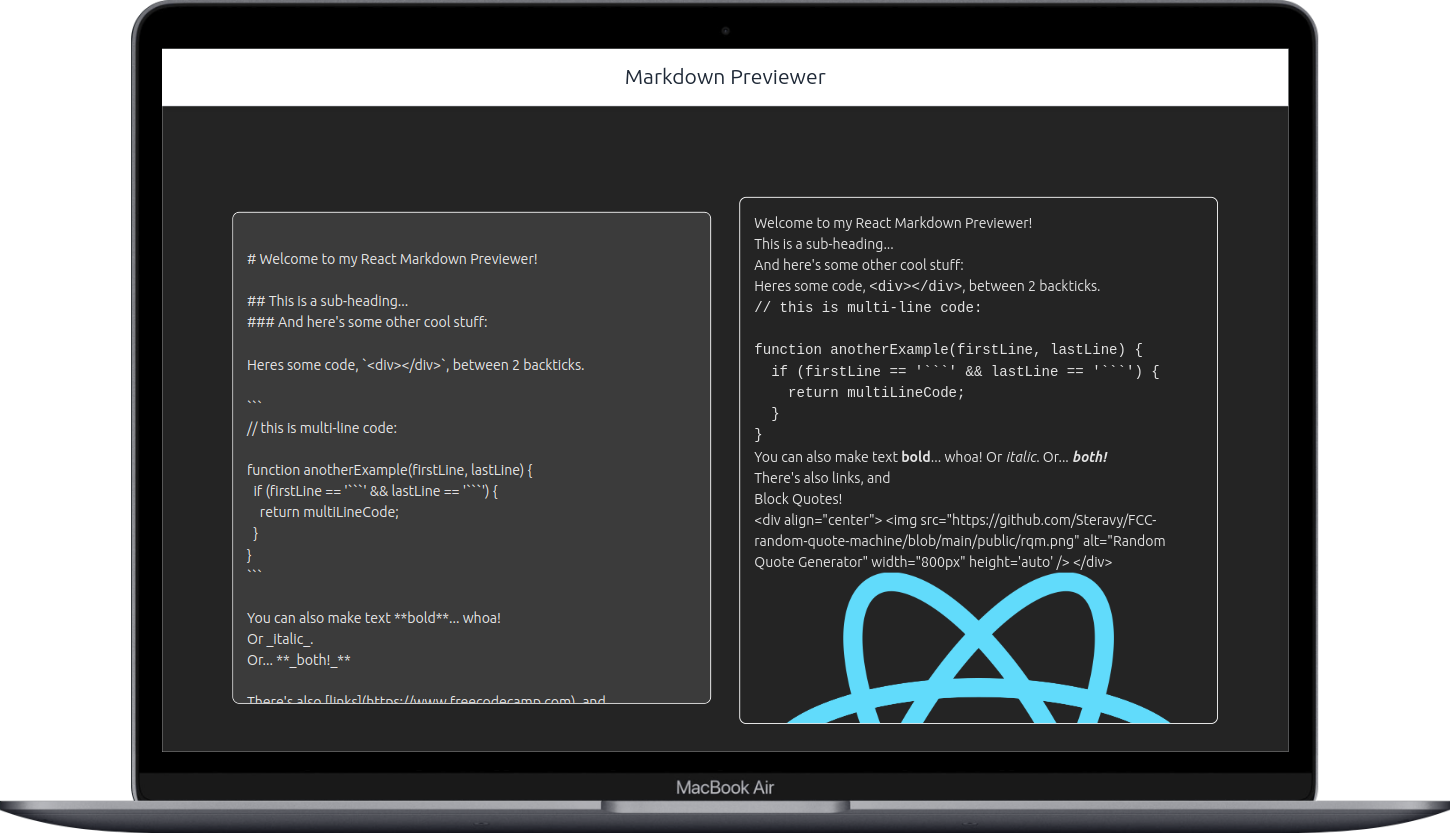 Markdown Previewer
# Welcome to my React Markdown Previewer!
## This is a sub-heading...
### And here's some other cool stuff:
Heres some code, `<div></div>`, between 2 backticks.
```
// this is multi-line code:
function anotherExample(firstLine, lastLine) {
  if (firstLine == '```' && lastLine == '```') {
    return multiLineCode;
  }
}
```
You can also make text **bold**... whoa!
Or _italic_.
Or... **_both!_**
There's also [links](https://www.freecodecamp.com), and
Welcome to my React Markdown Previewer!
This is a sub-heading...
And here's some other cool stuff:
Heres some code, <div></div>, between 2 backticks.
// this is multi-line code:
function anotherExample(firstLine, lastLine) {
  if (firstLine == '```' && lastLine == '```') {
    return multiLineCode;
  }
}
You can also make text bold... whoa! Or italic. Or... both!
There's also links, and
Block Quotes!
<div align="center"> <img src="https://github.com/Steravy/FCC-
random-quote-machine/blob/main/public/rqm.png" alt="Random
Quote Generator" width="800px" height='auto' /> </div>
MacBook Air